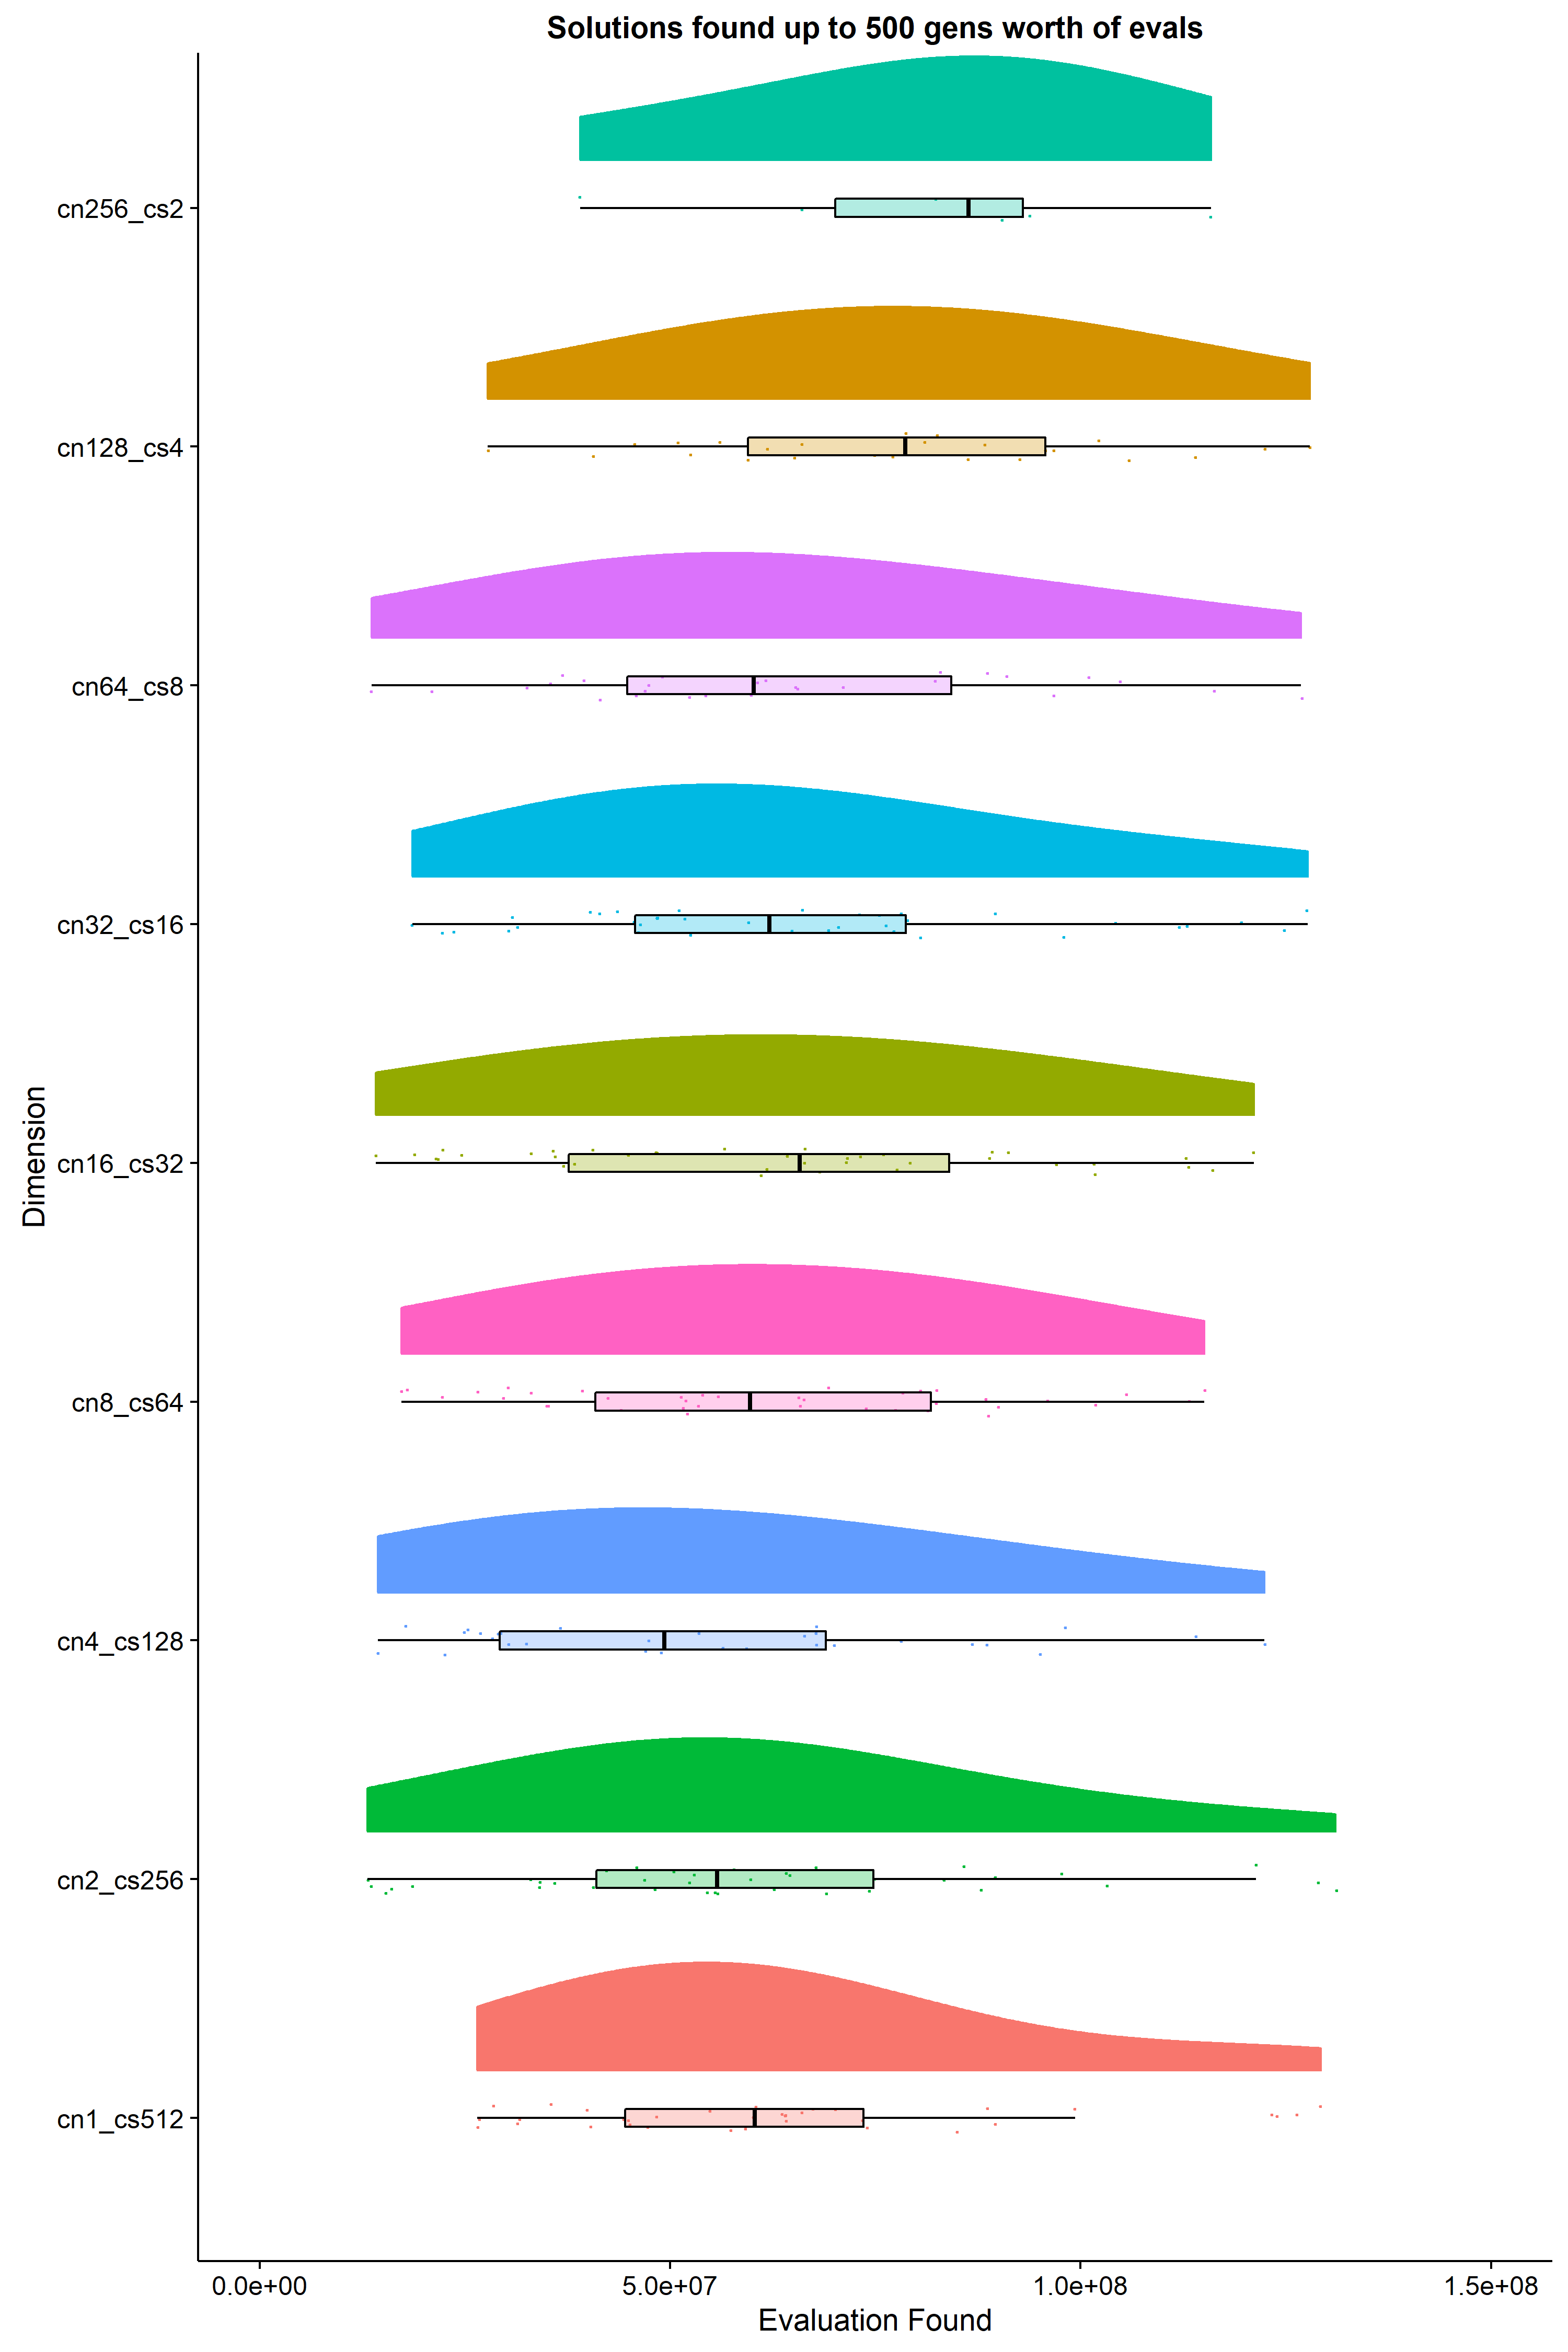 Solutions found up to 500 gens worth of evals
cn256_cs2
cn128_cs4
cn64_cs8
cn32_cs16
cn16_cs32
cn8_cs64
cn4_cs128
cn2_cs256
cn1_cs512
Dimension
0.0e+00 5.0e+07 1.0e+08 1.5e+08
Evaluation Found